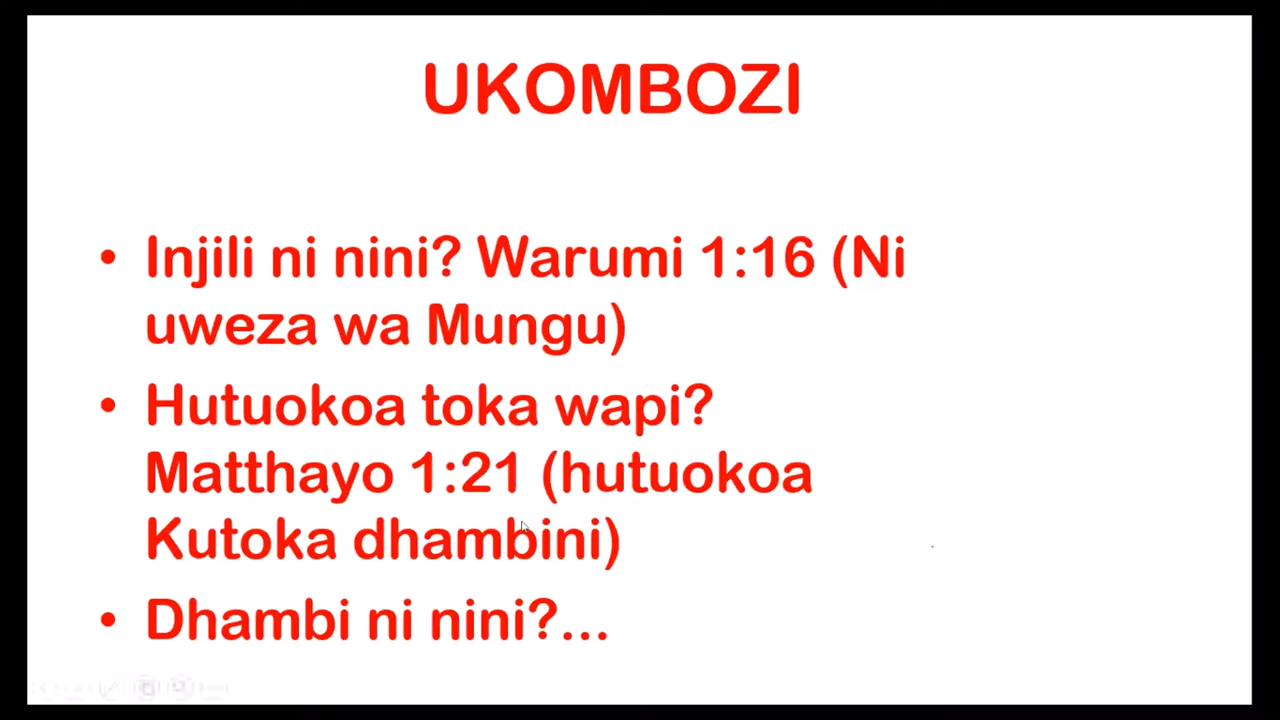 UKOMBOZI
• Injili ni nini? Warumi 1:16 (Ni
uweza wa Mungu)
• Hutuokoa toka wapi?
Matthayo 1:21 (hutuokoa
Kutoka dhambini)
• Dhambi ni nini?...